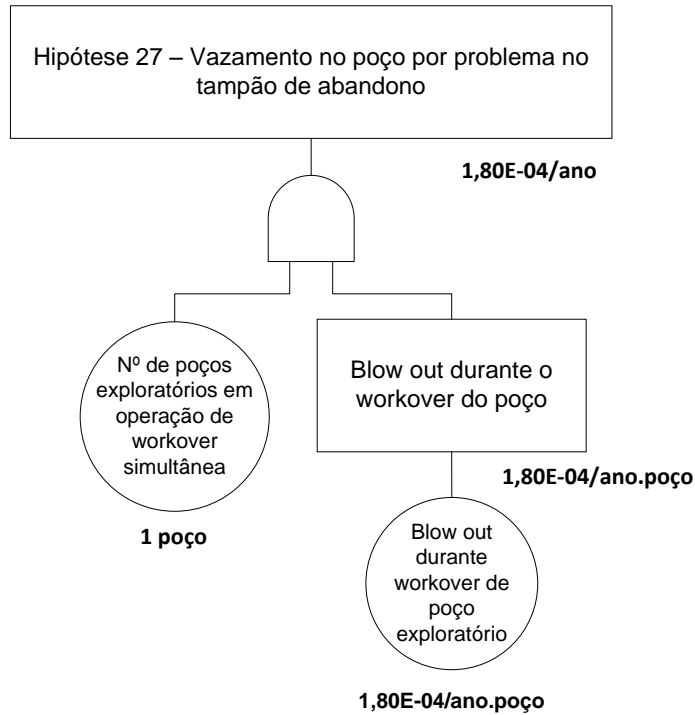 Hipótese 27 – Vazamento no poço por problema no
tampão de abandono
1,80E-04/ano
Nº de poços
exploratórios em
operação de
workover
simultânea
1 poço
Blow out durante o
workover do poço
1,80E-04/ano.poço
Blow out
durante
workover de
poço
exploratório
1,80E-04/ano.poço